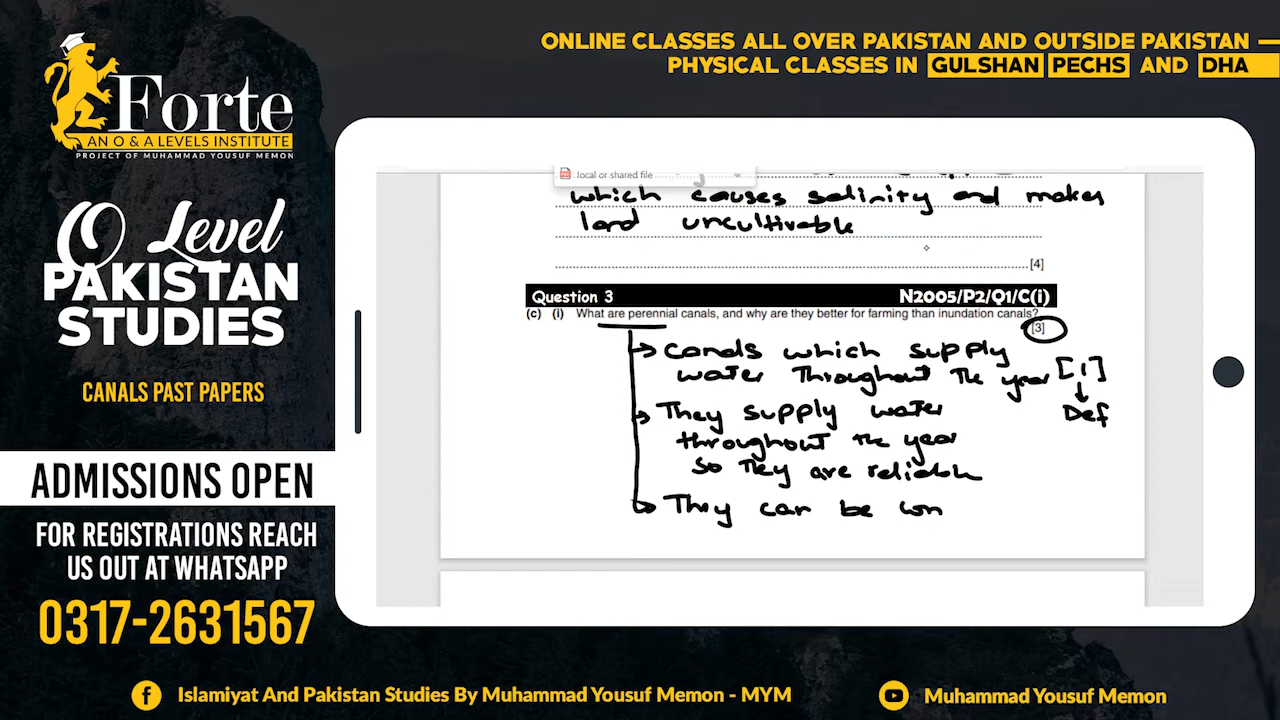 ONLINE CLASSES ALL OVER PAKISTAN AND OUTSIDE PAKISTAN
PHYSICAL CLASSES IN GULSHAN PECHS AND DHA
Forte
AN O & A LEVELS INSTITUTE
PROJECT OF MUHAMMAD YOUSUF MEMON
O Level
PAKISTAN
STUDIES
CANALS PAST PAPERS
ADMISSIONS OPEN
FOR REGISTRATIONS REACH
US OUT AT WHATSAPP
0317-2631567
local or shared file
which causes salinity and makes
land uncultivable
[4]
Question 3 N2005/P2/Q1/C(i)
(c) (i) What are perennial canals, and why are they better for farming than inundation canals?
[3]
canals which supply
water throughout the year [1]
Def
They supply water
throughout the year
so they are reliable
They can be con
Islamiyat And Pakistan Studies By Muhammad Yousuf Memon - MYM
Muhammad Yousuf Memon